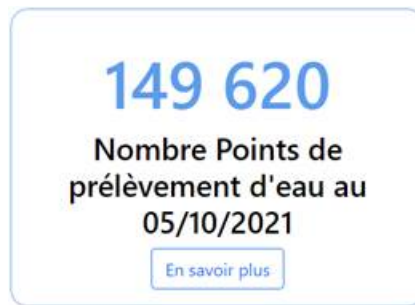 149 620
Nombre Points de
prélèvement d'eau au
05/10/2021
En savoir plus